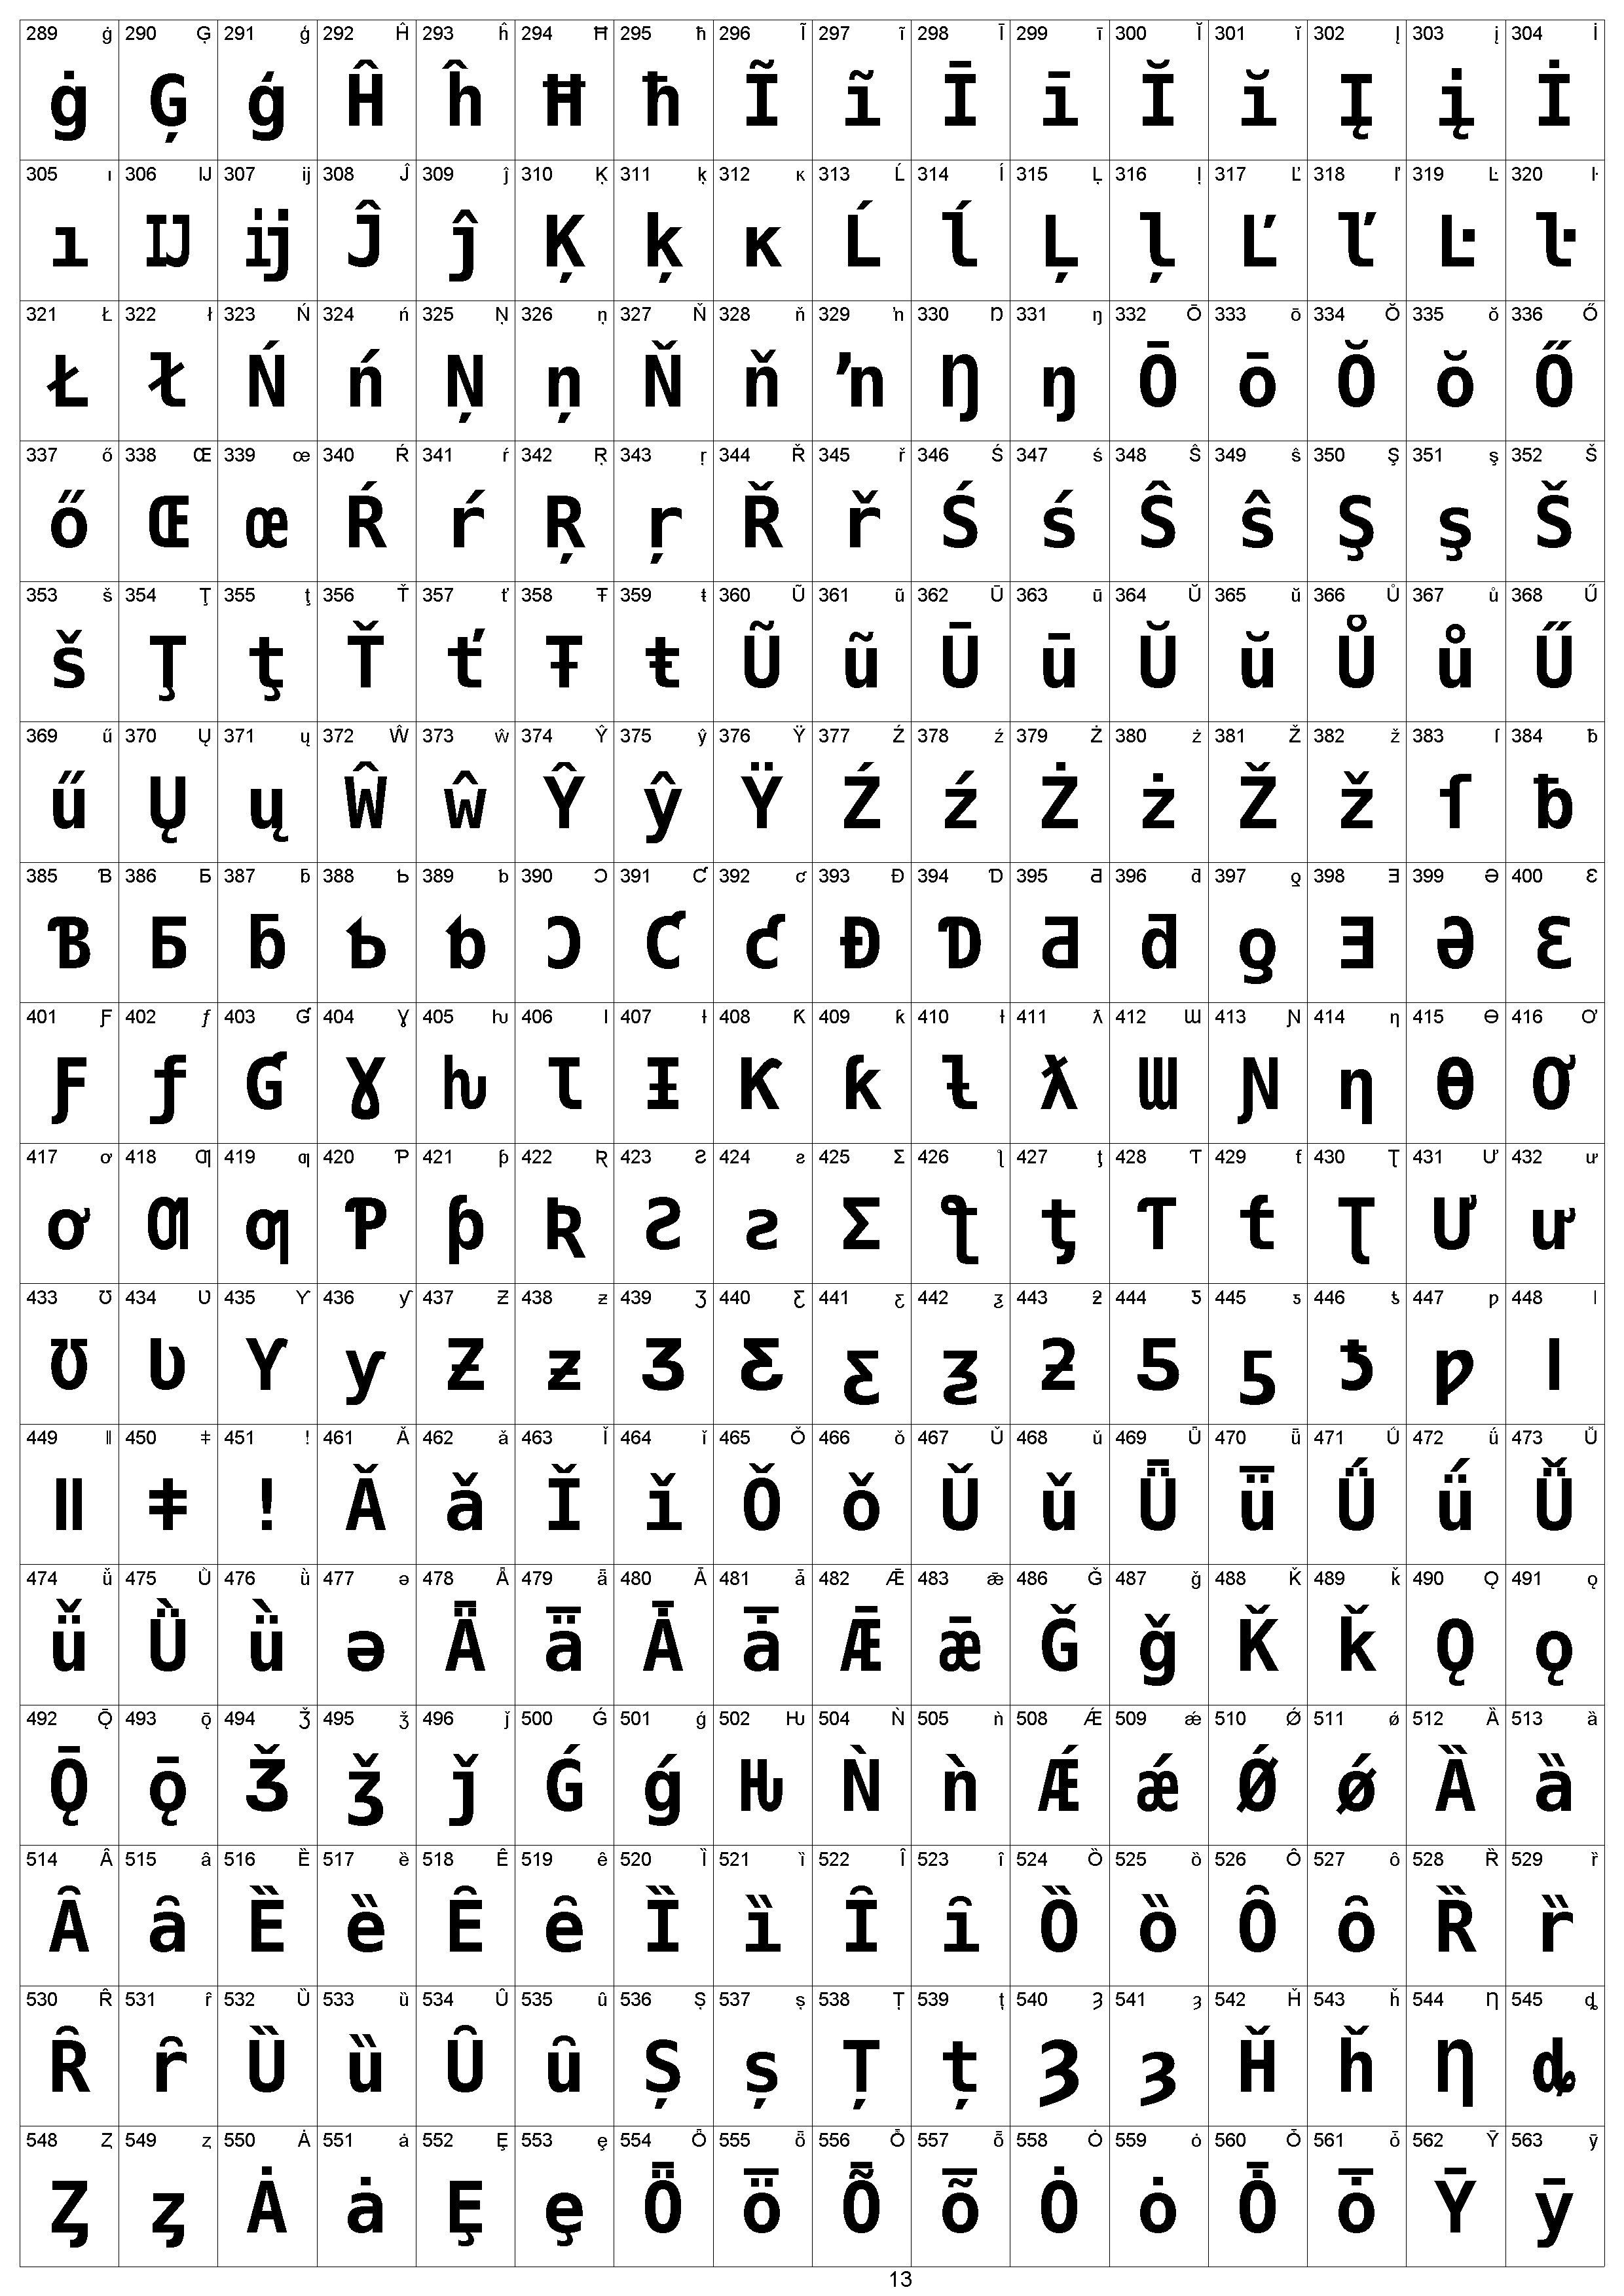 289 ġ 290 Ģ 291 ģ 292 Ĥ 293 ĥ 294 Ħ 295 ħ 296 Ĩ 297 ĩ 298 Ī 299 ī 300 Ĭ 301 ĭ 302 Į 303 į 304 İ
ġ Ģ ģ Ĥ ĥ Ħ ħ Ĩ ĩ Ī ī Ĭ ĭ Į į İ
305 ı 306 Ĳ 307 ĳ 308 Ĵ 309 ĵ 310 Ķ 311 ķ 312 ĸ 313 Ĺ 314 ĺ 315 Ļ 316 ļ 317 Ľ 318 ľ 319 Ŀ 320 ŀ
ı Ĳ ĳ Ĵ ĵ Ķ ķ ĸ Ĺ ĺ Ļ ļ Ľ ľ Ŀ ŀ
321 Ł 322 ł 323 Ń 324 ń 325 Ņ 326 ņ 327 Ň 328 ň 329 ŉ 330 Ŋ 331 ŋ 332 Ō 333 ō 334 Ŏ 335 ŏ 336 Ő
Ł ł Ń ń Ņ ņ Ň ň ŉ Ŋ ŋ Ō ō Ŏ ŏ Ő
337 ő 338 Œ 339 œ 340 Ŕ 341 ŕ 342 Ŗ 343 ŗ 344 Ř 345 ř 346 Ś 347 ś 348 Ŝ 349 ŝ 350 Ş 351 ş 352 Š
ő Œ œ Ŕ ŕ Ŗ ŗ Ř ř Ś ś Ŝ ŝ Ş ş Š
353 š 354 Ţ 355 ţ 356 Ť 357 ť 358 Ŧ 359 ŧ 360 Ũ 361 ũ 362 Ū 363 ū 364 Ŭ 365 ŭ 366 Ů 367 ů 368 Ű
š Ţ ţ Ť ť Ŧ ŧ Ũ ũ Ū ū Ŭ ŭ Ů ů Ű
369 ű 370 Ų 371 ų 372 Ŵ 373 ŵ 374 Ŷ 375 ŷ 376 Ÿ 377 Ź 378 ź 379 Ż 380 ż 381 Ž 382 ž 383 ſ 384 ƀ
ű Ų ų Ŵ ŵ Ŷ ŷ Ÿ Ź ź Ż ż Ž ž ſ ƀ
385 Ɓ 386 Ƃ 387 ƃ 388 Ƅ 389 ƅ 390 Ɔ 391 Ƈ 392 ƈ 393 Ɖ 394 Ɗ 395 Ƌ 396 ƌ 397 ƍ 398 Ǝ 399 Ə 400 Ɛ
Ɓ Ƃ ƃ Ƅ ƅ Ɔ Ƈ ƈ Ɖ Ɗ Ƌ ƌ ƍ Ǝ Ə Ɛ
401 Ƒ 402 ƒ 403 Ɠ 404 Ɣ 405 ƕ 406 Ɩ 407 Ɨ 408 Ƙ 409 ƙ 410 ƚ 411 ƛ 412 Ɯ 413 Ɲ 414 ƞ 415 Ɵ 416 Ơ
Ƒ ƒ Ɠ Ɣ ƕ Ɩ Ɨ Ƙ ƙ ƚ ƛ Ɯ Ɲ ƞ Ɵ Ơ
417 ơ 418 Ƣ 419 ƣ 420 Ƥ 421 ƥ 422 Ʀ 423 Ƨ 424 ƨ 425 Ʃ 426 ƪ 427 ƫ 428 Ƭ 429 ƭ 430 Ʈ 431 Ư 432 ư
ơ Ƣ ƣ Ƥ ƥ Ʀ Ƨ ƨ Ʃ ƪ ƫ Ƭ ƭ Ʈ Ư ư
433 Ʊ 434 Ʋ 435 Ƴ 436 ƴ 437 Ƶ 438 ƶ 439 Ʒ 440 Ƹ 441 ƹ 442 ƺ 443 ƻ 444 Ƽ 445 ƽ 446 ƾ 447 ƿ 448 ǀ
Ʊ Ʋ Ƴ ƴ Ƶ ƶ Ʒ Ƹ ƹ ƺ ƻ Ƽ ƽ ƾ ƿ ǀ
449 ǁ 450 ǂ 451 ǃ 461 Ǎ 462 ǎ 463 Ǐ 464 ǐ 465 Ǒ 466 ǒ 467 Ǔ 468 ǔ 469 Ǖ 470 ǖ 471 Ǘ 472 ǘ 473 Ǚ
ǁ ǂ ǃ Ǎ ǎ Ǐ ǐ Ǒ ǒ Ǔ ǔ Ǖ ǖ Ǘ ǘ Ǚ
474 ǚ 475 Ǜ 476 ǜ 477 ǝ 478 Ǟ 479 ǟ 480 Ǡ 481 ǡ 482 Ǣ 483 ǣ 486 Ǧ 487 ǧ 488 Ǩ 489 ǩ 490 Ǫ 491 ǫ
ǚ Ǜ ǜ ǝ Ǟ ǟ Ǡ ǡ Ǣ ǣ Ǧ ǧ Ǩ ǩ Ǫ ǫ
492 Ǭ 493 ǭ 494 Ǯ 495 ǯ 496 ǰ 500 Ǵ 501 ǵ 502 Ƕ 504 Ǹ 505 ǹ 508 Ǽ 509 ǽ 510 Ǿ 511 ǿ 512 Ȁ 513 ȁ
Ǭ ǭ Ǯ ǯ ǰ Ǵ ǵ Ƕ Ǹ ǹ Ǽ ǽ Ǿ ǿ Ȁ ȁ
514 Ȃ 515 ȃ 516 Ȅ 517 ȅ 518 Ȇ 519 ȇ 520 Ȉ 521 ȉ 522 Ȋ 523 ȋ 524 Ȍ 525 ȍ 526 Ȏ 527 ȏ 528 Ȑ 529 ȑ
Ȃ ȃ Ȅ ȅ Ȇ ȇ Ȉ ȉ Ȋ ȋ Ȍ ȍ Ȏ ȏ Ȑ ȑ
530 Ȓ 531 ȓ 532 Ȕ 533 ȕ 534 Ȗ 535 ȗ 536 Ș 537 ș 538 Ț 539 ț 540 Ȝ 541 ȝ 542 Ȟ 543 ȟ 544 Ƞ 545 ȡ
Ȓ ȓ Ȕ ȕ Ȗ ȗ Ș ș Ț ț Ȝ ȝ Ȟ ȟ Ƞ ȡ
548 Ȥ 549 ȥ 550 Ȧ 551 ȧ 552 Ȩ 553 ȩ 554 Ȫ 555 ȫ 556 Ȭ 557 ȭ 558 Ȯ 559 ȯ 560 Ȱ 561 ȱ 562 Ȳ 563 ȳ
Ȥ ȥ Ȧ ȧ Ȩ ȩ Ȫ ȫ Ȭ ȭ Ȯ ȯ Ȱ ȱ Ȳ ȳ
13